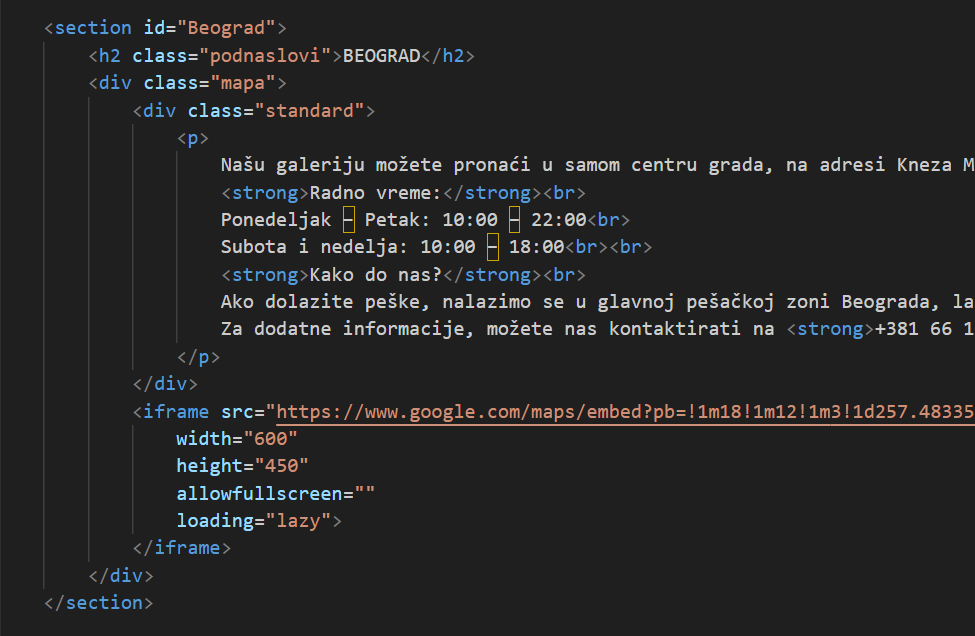 <section id="Beograd">
<h2 class="podnaslovi">BEOGRAD</h2>
<div class="mapa">
<div class="standard">
<p>
Našu galeriju možete pronaći u samom centru grada, na adresi Kneza M
<strong>Radno vreme:</strong><br>
Ponedeljak – Petak: 10:00 – 22:00<br>
Subota i nedelja: 10:00 – 18:00<br><br>
<strong>Kako do nas?</strong><br>
Ako dolazite peške, nalazimo se u glavnoj pešačkoj zoni Beograda, la
Za dodatne informacije, možete nas kontaktirati na <strong>+381 66 1
</p>
</div>
<iframe src="https://www.google.com/maps/embed?pb=!1m18!1m12!1m3!1d257.48335
width="600"
height="450"
allowfullscreen=""
loading="lazy">
</iframe>
</div>
</section>